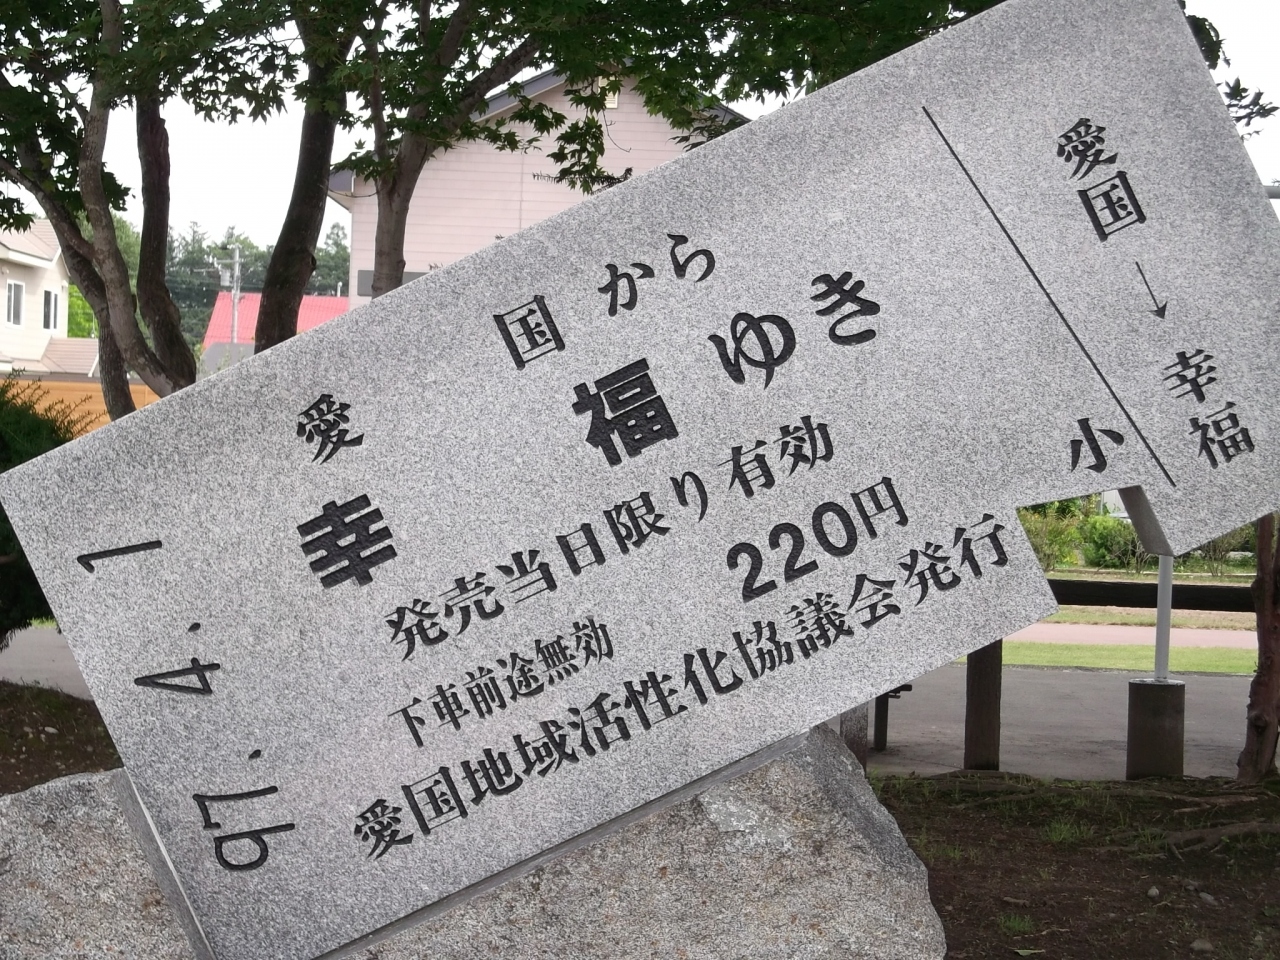 愛国から
幸福ゆき
発売当日限り有効
下車前途無効 220円
愛国地域活性化協議会発行
小
愛国→幸福
97.4.1